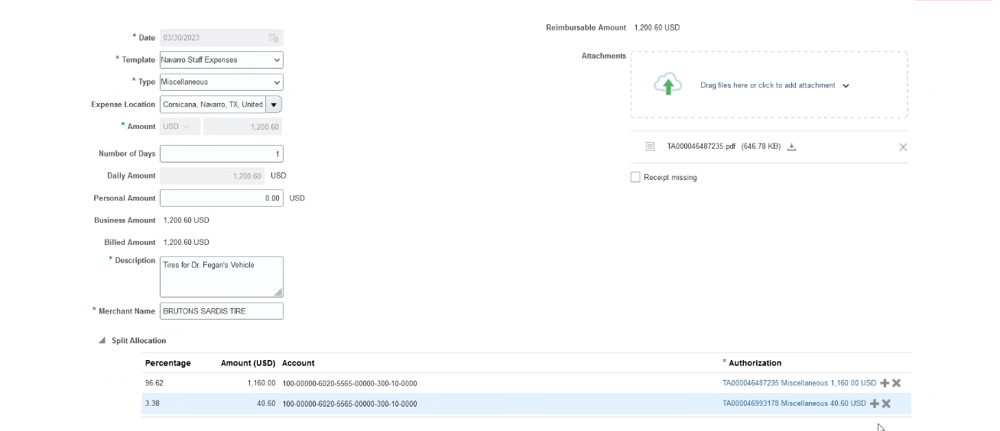 * Date 03/30/2023
* Template Navarro Staff Expenses
* Type Miscellaneous
Expense Location Corsicana, Navarro, TX, United
* Amount USD 1,200.60
Number of Days 1
Daily Amount 1,200.60 USD
Personal Amount 0.00 USD
Business Amount 1,200.60 USD
Billed Amount 1,200.60 USD
* Description Tires for Dr. Fegan's Vehicle
* Merchant Name BRUTONS SARDIS TIRE
Reimbursable Amount 1,200.60 USD
Attachments
Drag files here or click to add attachment
TA000046487235.pdf (646.78 KB)
Receipt missing
Split Allocation
Percentage Amount (USD) Account * Authorization
96.62 1,160.00 100-00000-6020-5565-00000-300-10-0000 TA000046487235 Miscellaneous 1,160.00 USD
3.38 40.60 100-00000-6020-5565-00000-300-10-0000 TA000046993178 Miscellaneous 40.60 USD